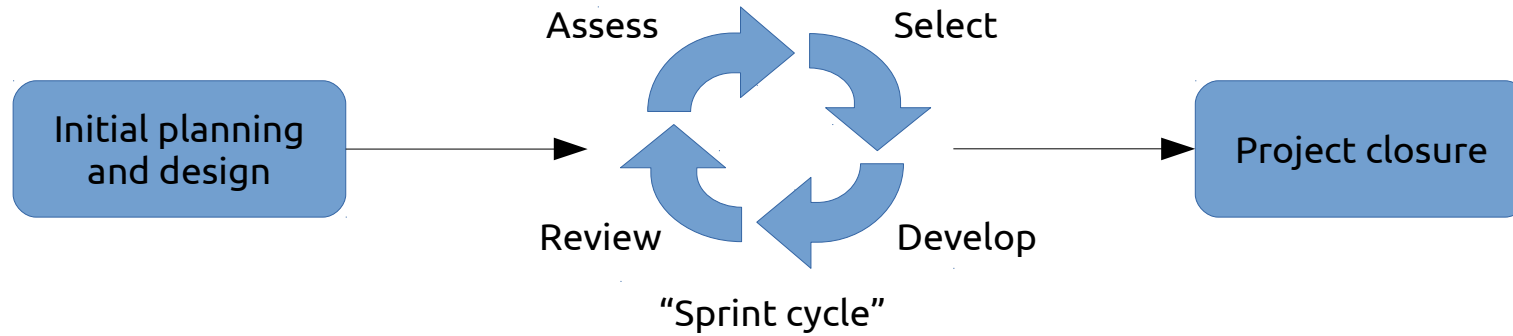 Assess
Select
Initial planning
and design
Project closure
Review
Develop
“Sprint cycle”